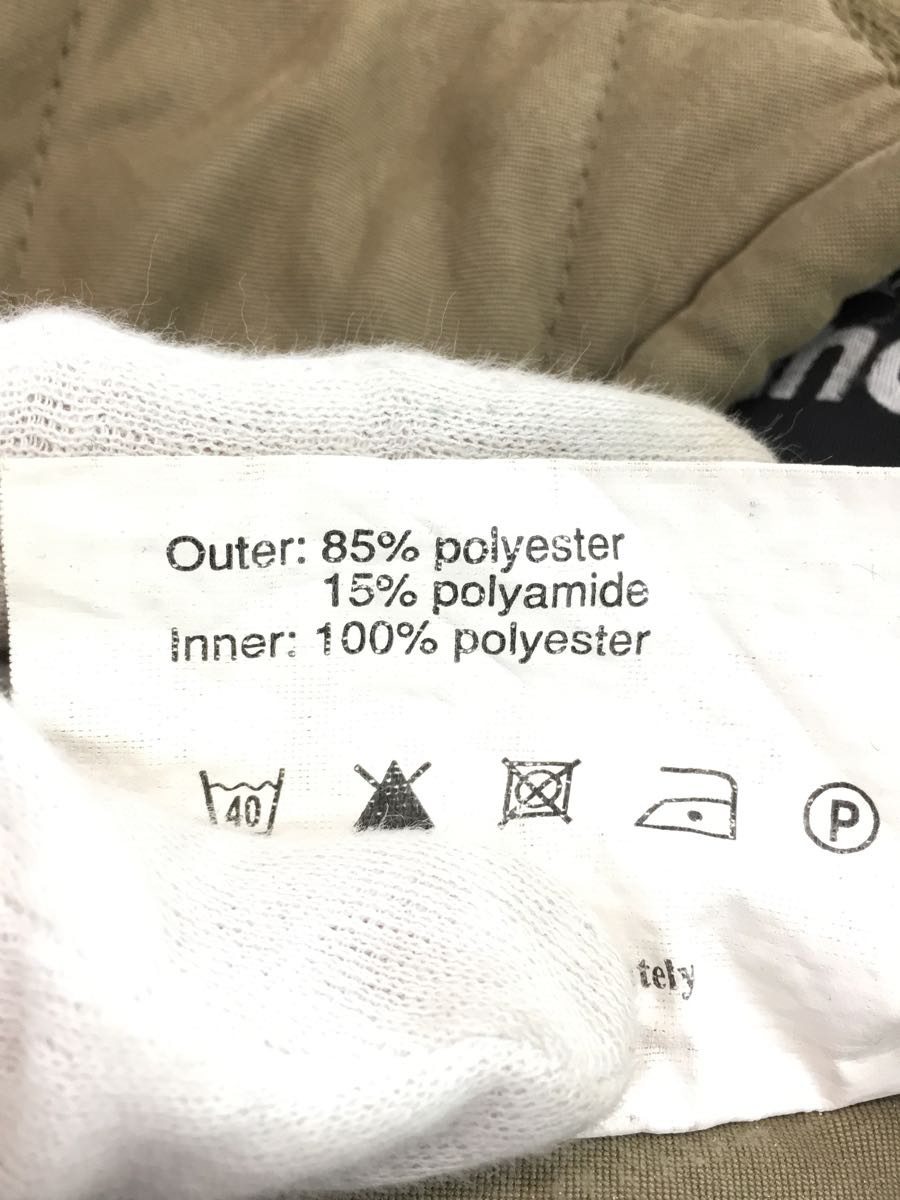 Outer: 85% polyester
15% polyamide
Inner: 100% polyester
40
P
tely